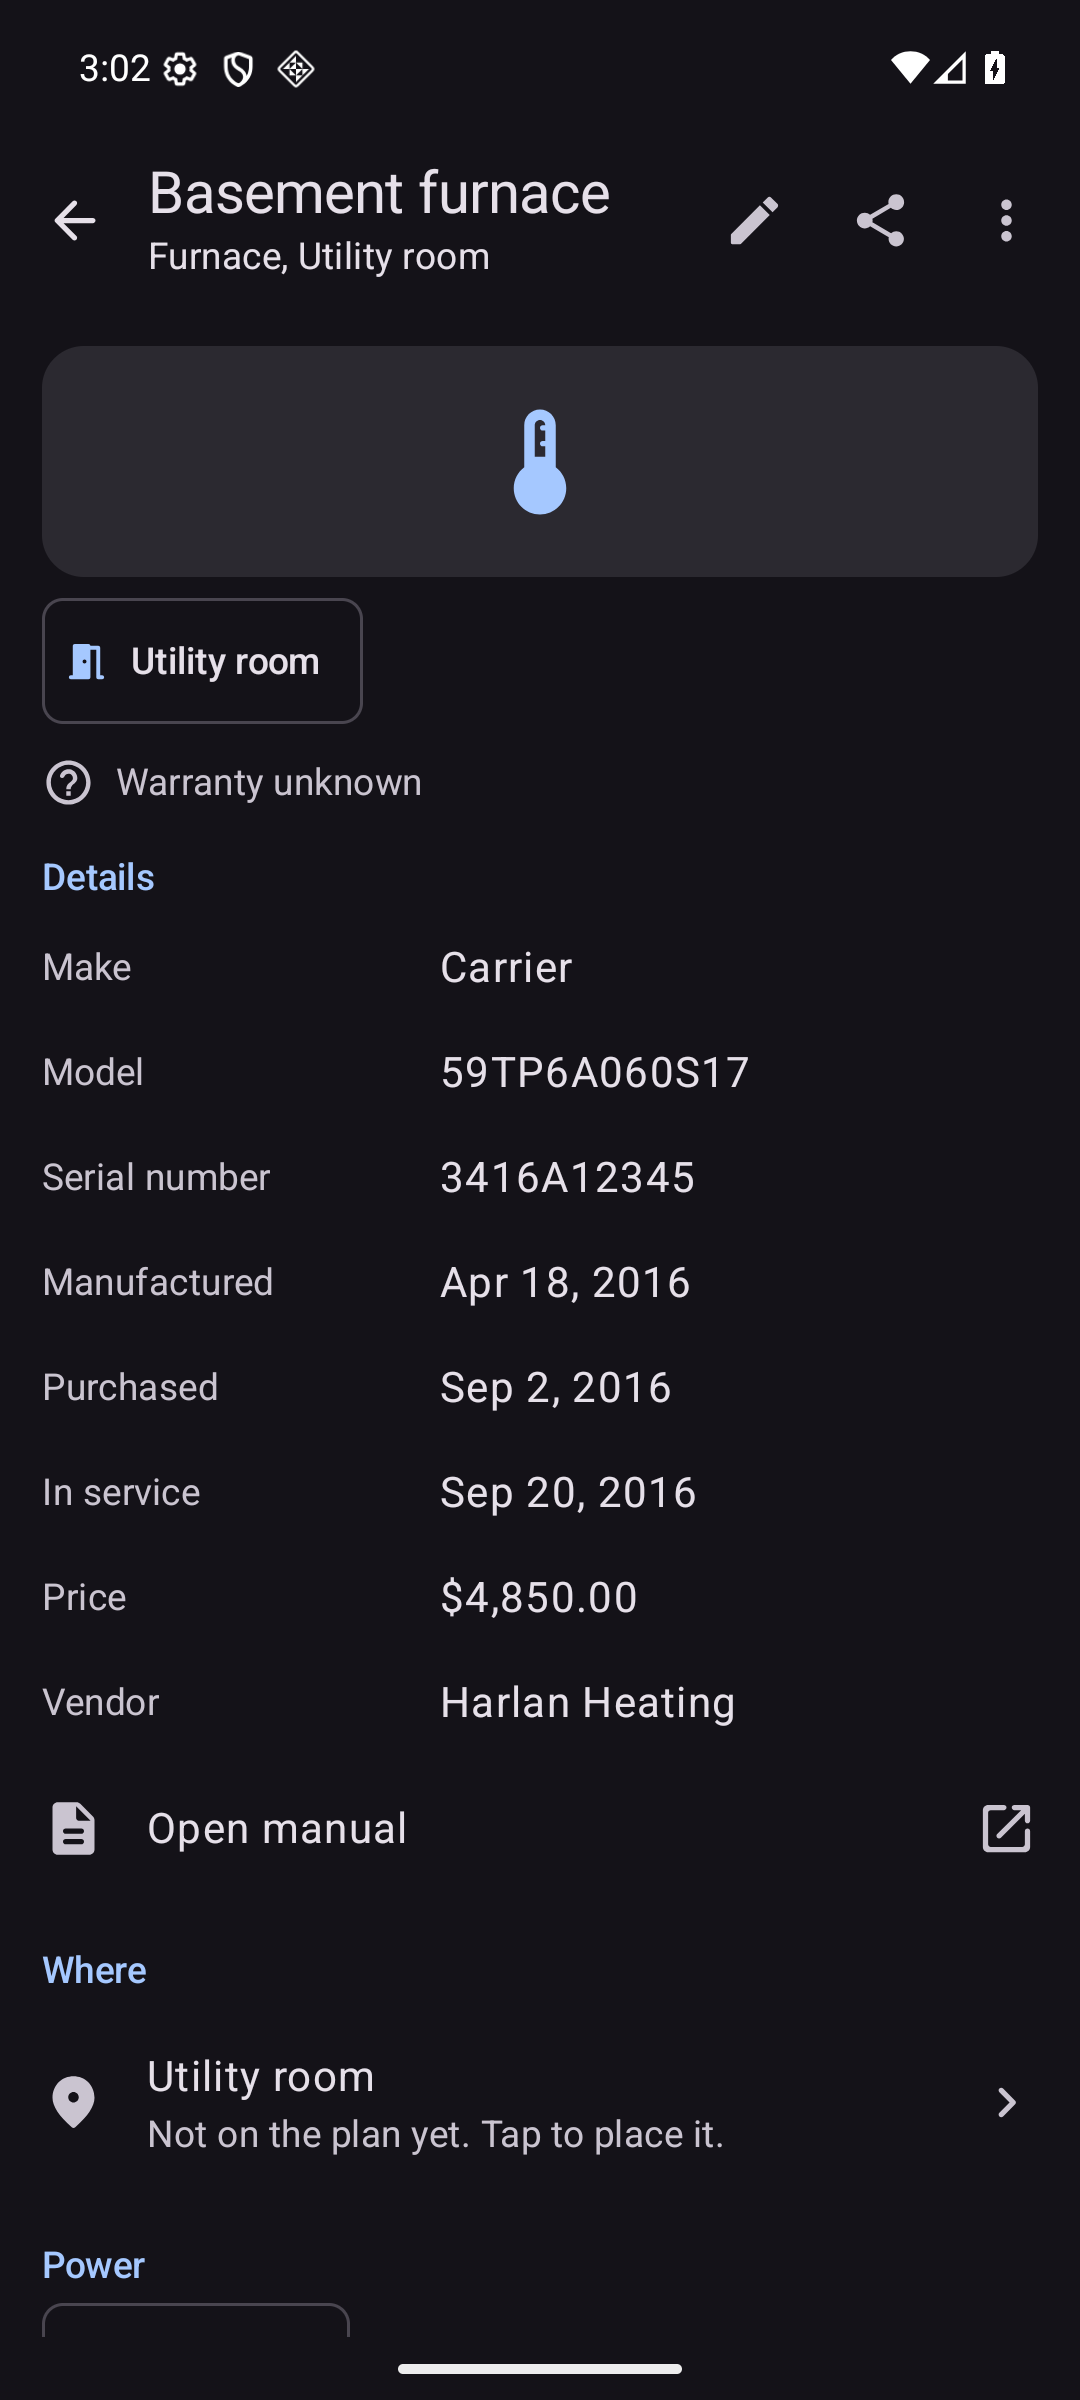 3:02
Basement furnace
Furnace, Utility room
Utility room
Warranty unknown
Details
Make Carrier
Model 59TP6A060S17
Serial number 3416A12345
Manufactured Apr 18, 2016
Purchased Sep 2, 2016
In service Sep 20, 2016
Price $4,850.00
Vendor Harlan Heating
Open manual
Where
Utility room
Not on the plan yet. Tap to place it.
Power